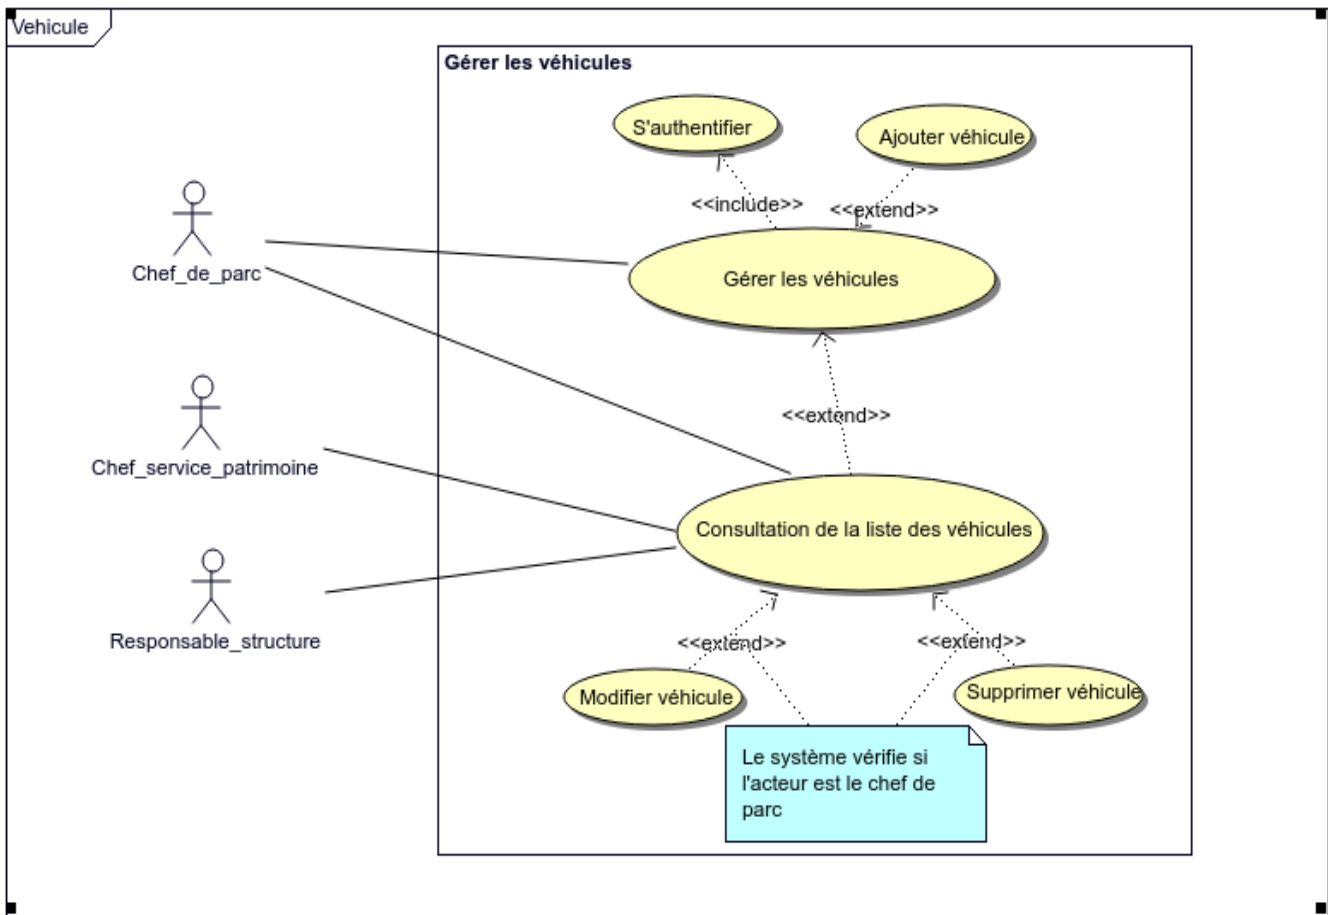 Vehicule
Gérer les véhicules
S'authentifier
Ajouter véhicule
<<include>>
<<extend>>
Chef_de_parc
Gérer les véhicules
<<extend>>
Chef_service_patrimoine
Consultation de la liste des véhicules
Responsable_structure
<<extend>>
<<extend>>
Modifier véhicule
Supprimer véhicule
Le système vérifie si
l'acteur est le chef de
parc